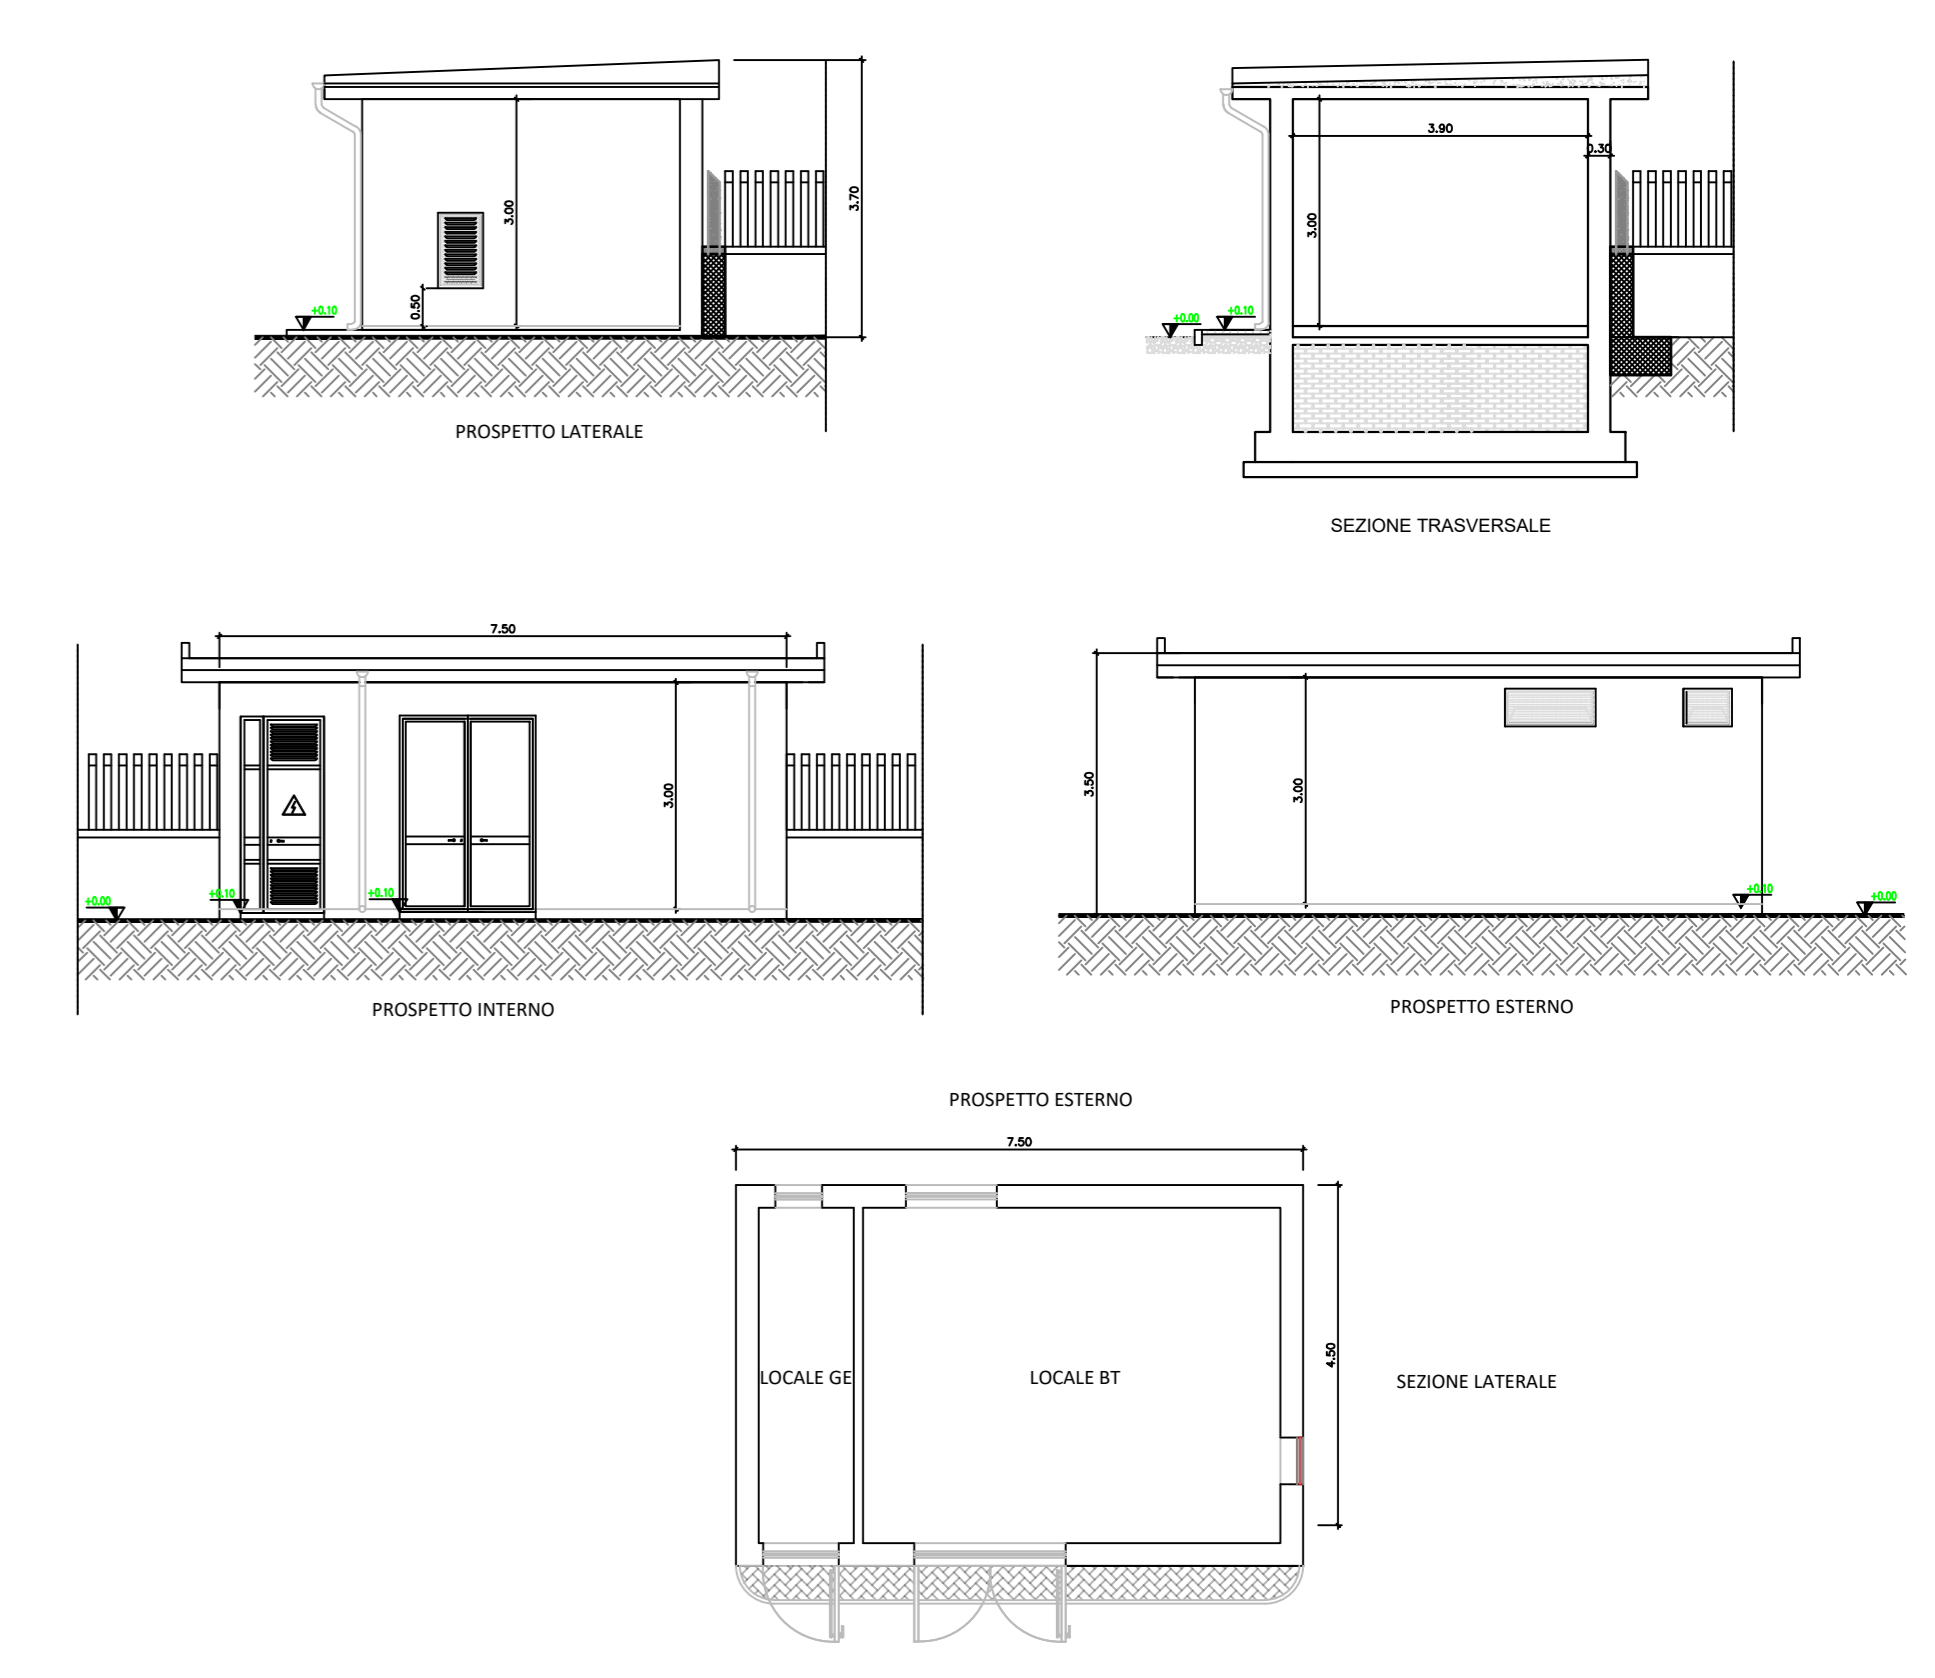 3.00
3.70
0.50
+0.10
PROSPETTO LATERALE
3.90
0.30
3.00
+0.00
+0.10
SEZIONE TRASVERSALE
7.50
3.00
+0.00
+0.10
+0.10
PROSPETTO INTERNO
3.50
3.00
+0.10
+0.00
PROSPETTO ESTERNO
PROSPETTO ESTERNO
7.50
4.50
LOCALE GE
LOCALE BT
SEZIONE LATERALE